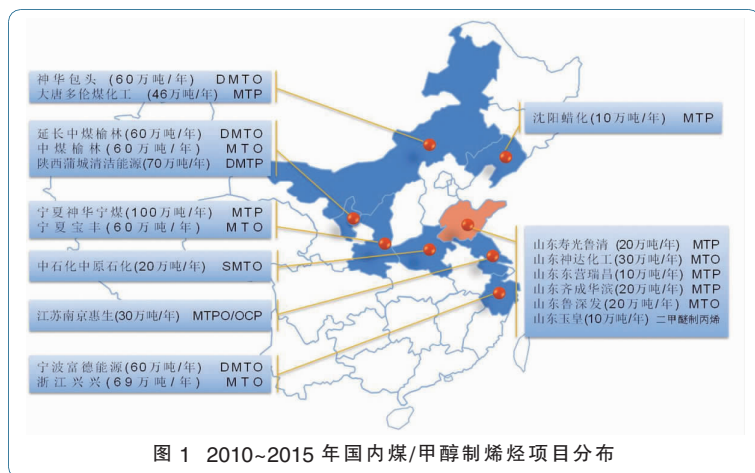 神华包头 (60万吨/年) DMTO
大唐多伦煤化工 (46万吨/年) MTP
延长中煤榆林(60万吨/年) DMTO
中煤榆林 (60万吨/年) MTO
陕西蒲城清洁能源(70万吨/年) DMTP
宁夏神华宁煤(100万吨/年) MTP
宁夏宝丰(60万吨/年) MTO
中石化中原石化(20万吨/年) SMTO
江苏南京惠生(30万吨/年) MTPO/OCP
宁波富德能源(60万吨/年) DMTO
浙江兴兴(69万吨/年) MTO
沈阳蜡化(10万吨/年) MTP
山东寿光鲁清 (20万吨/年) MTP
山东神达化工(30万吨/年) MTO
山东东营瑞昌(10万吨/年) MTP
山东齐成华滨(20万吨/年) MTP
山东鲁深发(20万吨/年) MTO
山东玉皇(10万吨/年) 二甲醚制丙烯
图 1 2010~2015 年国内煤/甲醇制烯烃项目分布